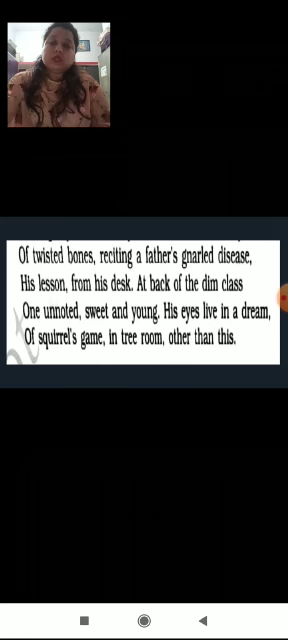 Of twisted bones, reciting a father's gnarled disease,
His lesson, from his desk. At back of the dim class
One unnoted, sweet and young. His eyes live in a dream,
Of squirrel's game, in tree room, other than this.